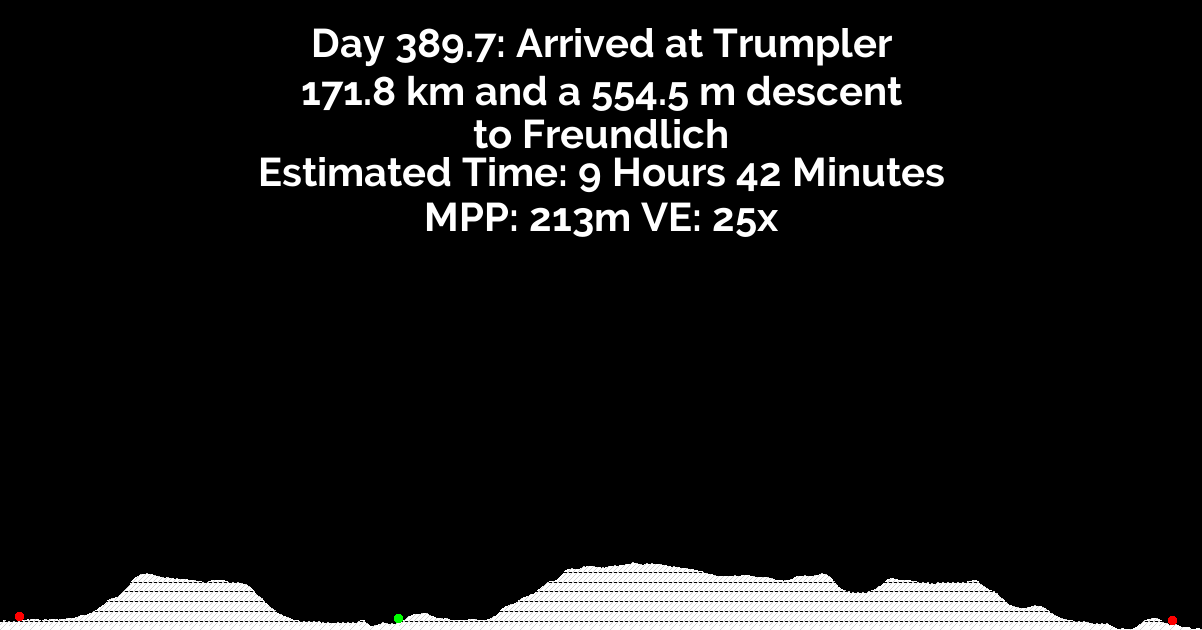 Day 389.7: Arrived at Trumpler
171.8 km and a 554.5 m descent
to Freundlich
Estimated Time: 9 Hours 42 Minutes
MPP: 213m VE: 25x